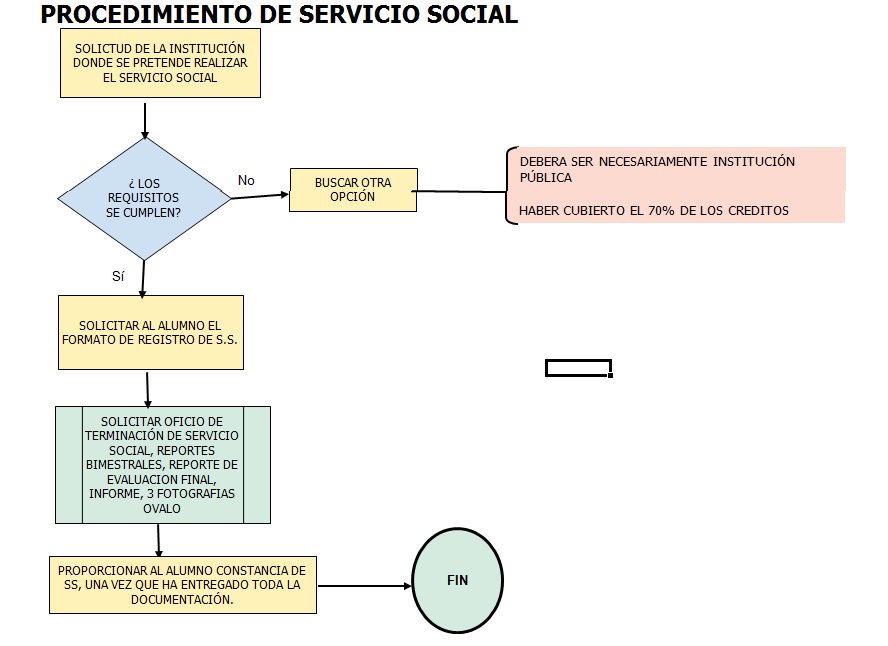 PROCEDIMIENTO DE SERVICIO SOCIAL
SOLICTUD DE LA INSTITUCIÓN
DONDE SE PRETENDE REALIZAR
EL SERVICIO SOCIAL
¿ LOS
REQUISITOS
SE CUMPLEN?
No
BUSCAR OTRA
OPCIÓN
DEBERA SER NECESARIAMENTE INSTITUCIÓN
PÚBLICA
HABER CUBIERTO EL 70% DE LOS CREDITOS
Sí
SOLICITAR AL ALUMNO EL
FORMATO DE REGISTRO DE S.S.
SOLICITAR OFICIO DE
TERMINACIÓN DE SERVICIO
SOCIAL, REPORTES
BIMESTRALES, REPORTE DE
EVALUACION FINAL,
INFORME, 3 FOTOGRAFIAS
OVALO
PROPORCIONAR AL ALUMNO CONSTANCIA DE
SS, UNA VEZ QUE HA ENTREGADO TODA LA
DOCUMENTACIÓN.
FIN